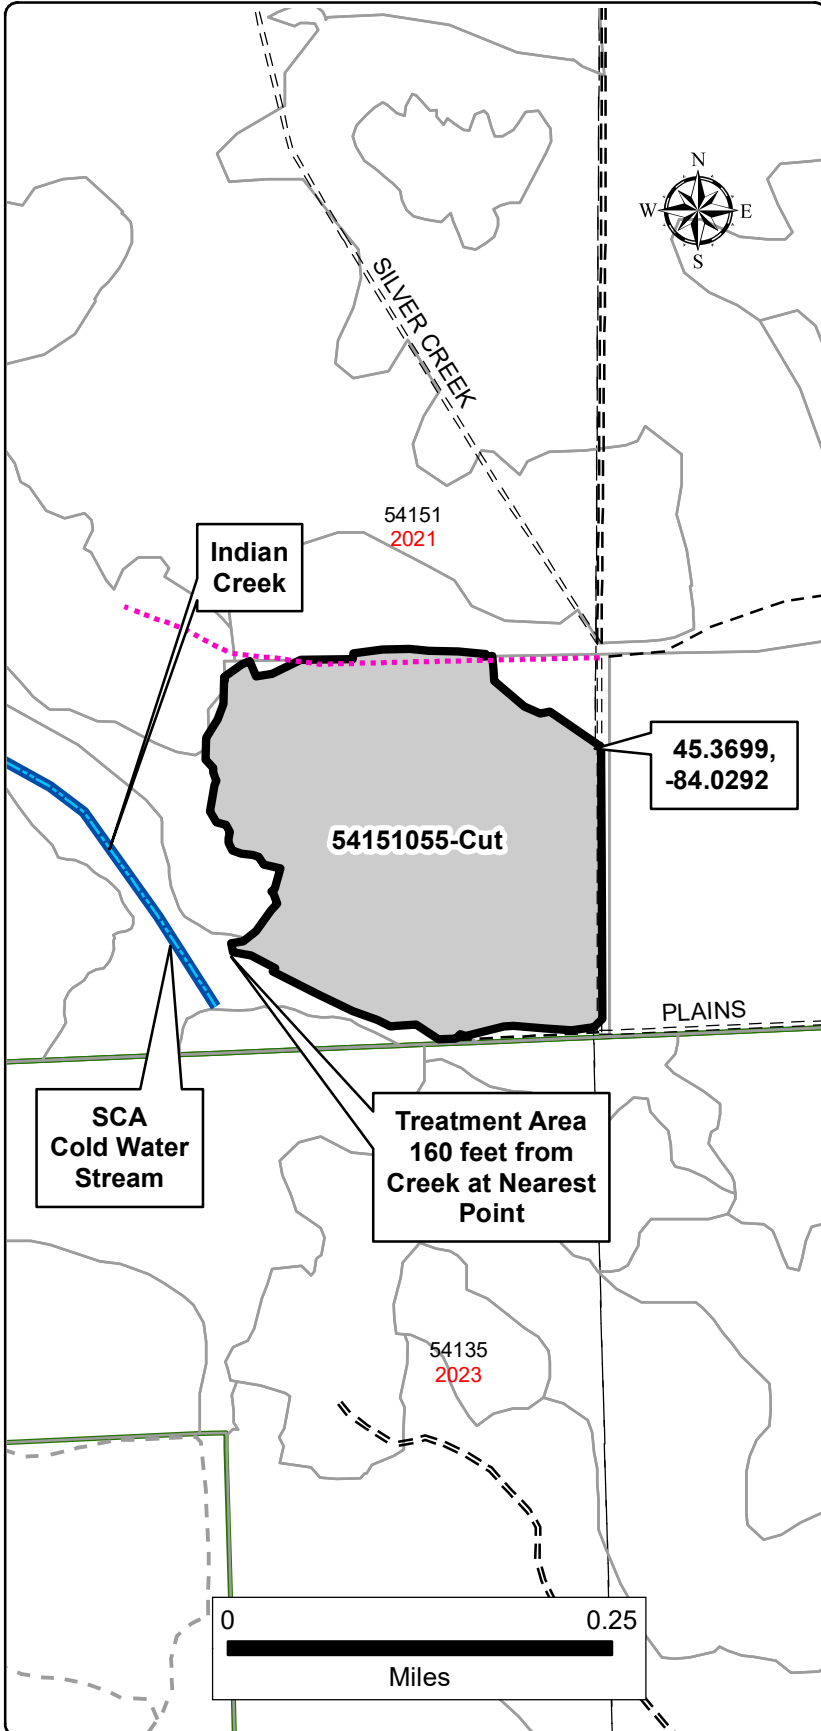 N
W E
S
SILVER CREEK
54151
2021
Indian
Creek
45.3699,
-84.0292
54151055-Cut
PLAINS
SCA
Cold Water
Stream
Treatment Area
160 feet from
Creek at Nearest
Point
54135
2023
0 0.25
Miles